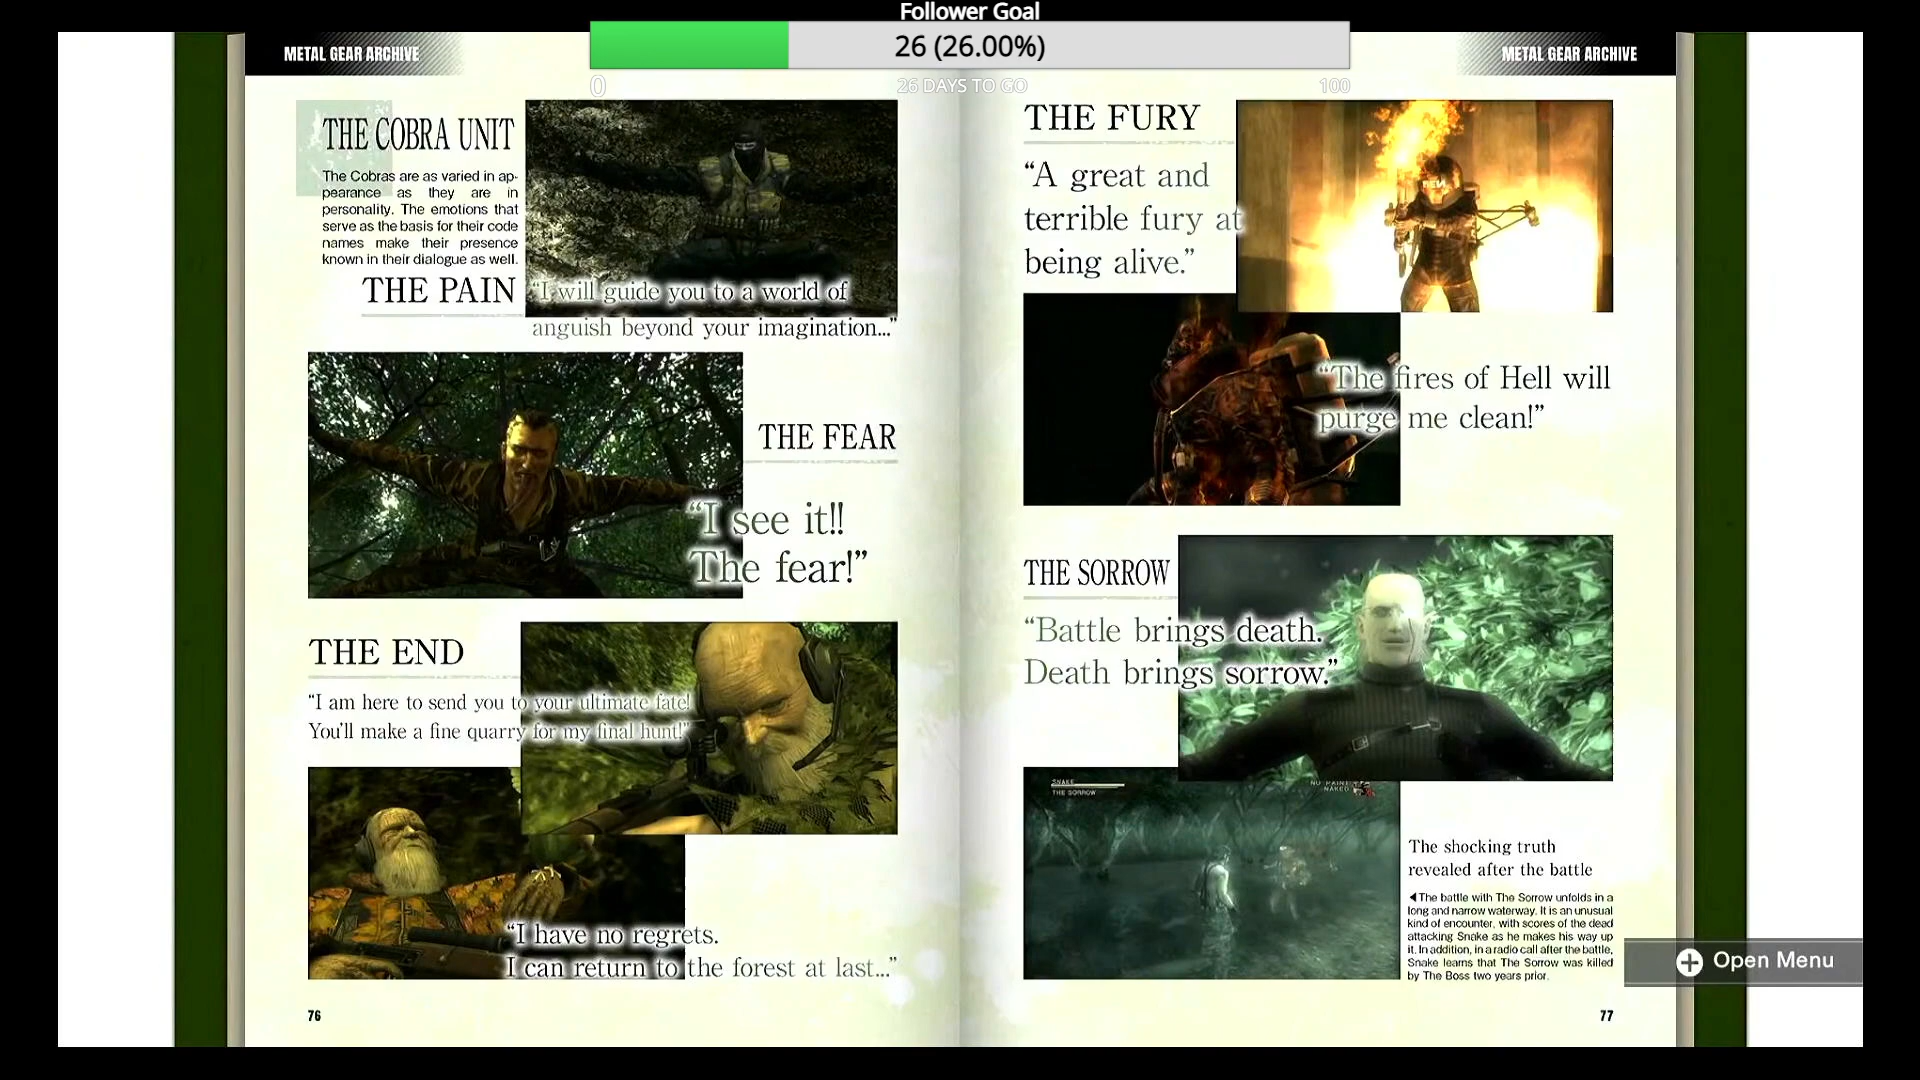 Follower Goal
26 (26.00%)
0
26 DAYS TO GO
100
METAL GEAR ARCHIVE
METAL GEAR ARCHIVE
THE COBRA UNIT
The Cobras are as varied in ap-
pearance as they are in
personality. The emotions that
serve as the basis for their code
names make their presence
known in their dialogue as well.
THE PAIN
“I will guide you to a world of
anguish beyond your imagination...”
THE FEAR
“I see it!!
The fear!”
THE END
“I am here to send you to your ultimate fate!
You’ll make a fine quarry for my final hunt!”
“I have no regrets.
I can return to the forest at last...”
76
THE FURY
“A great and
terrible fury at
being alive.”
“The fires of Hell will
purge me clean!”
THE SORROW
“Battle brings death.
Death brings sorrow.”
SNAKE
THE SORROW
NO PAINT
NAKED
The shocking truth
revealed after the battle
◀The battle with The Sorrow unfolds in a
long and narrow waterway. It is an unusual
kind of encounter, with scores of the dead
attacking Snake as he makes his way up
it. In addition, in a radio call after the battle,
Snake learns that The Sorrow was killed
by The Boss two years prior.
Open Menu
77